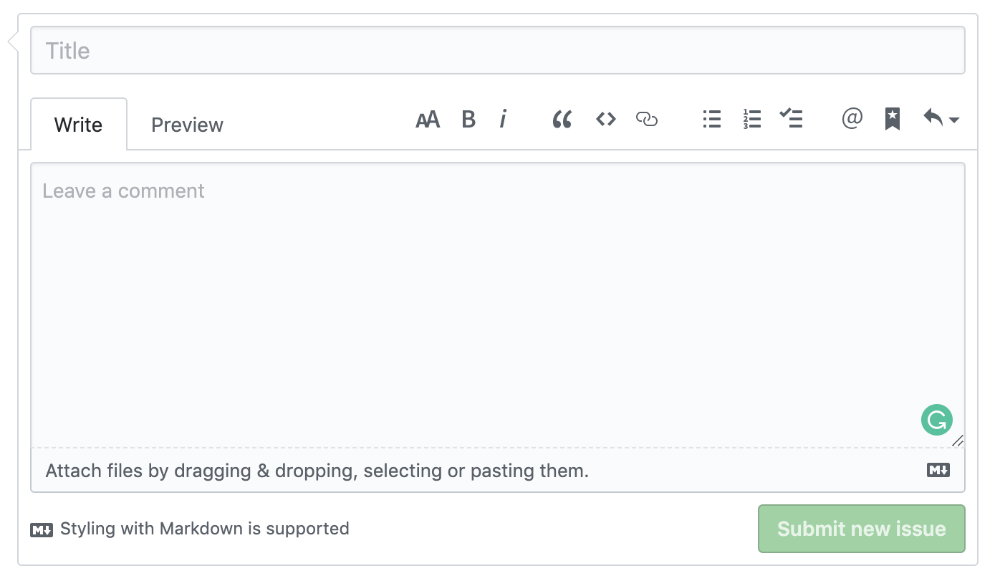 Title
Write Preview AA B i “ <> @
Leave a comment
G
Attach files by dragging & dropping, selecting or pasting them. M↓
M↓ Styling with Markdown is supported Submit new issue